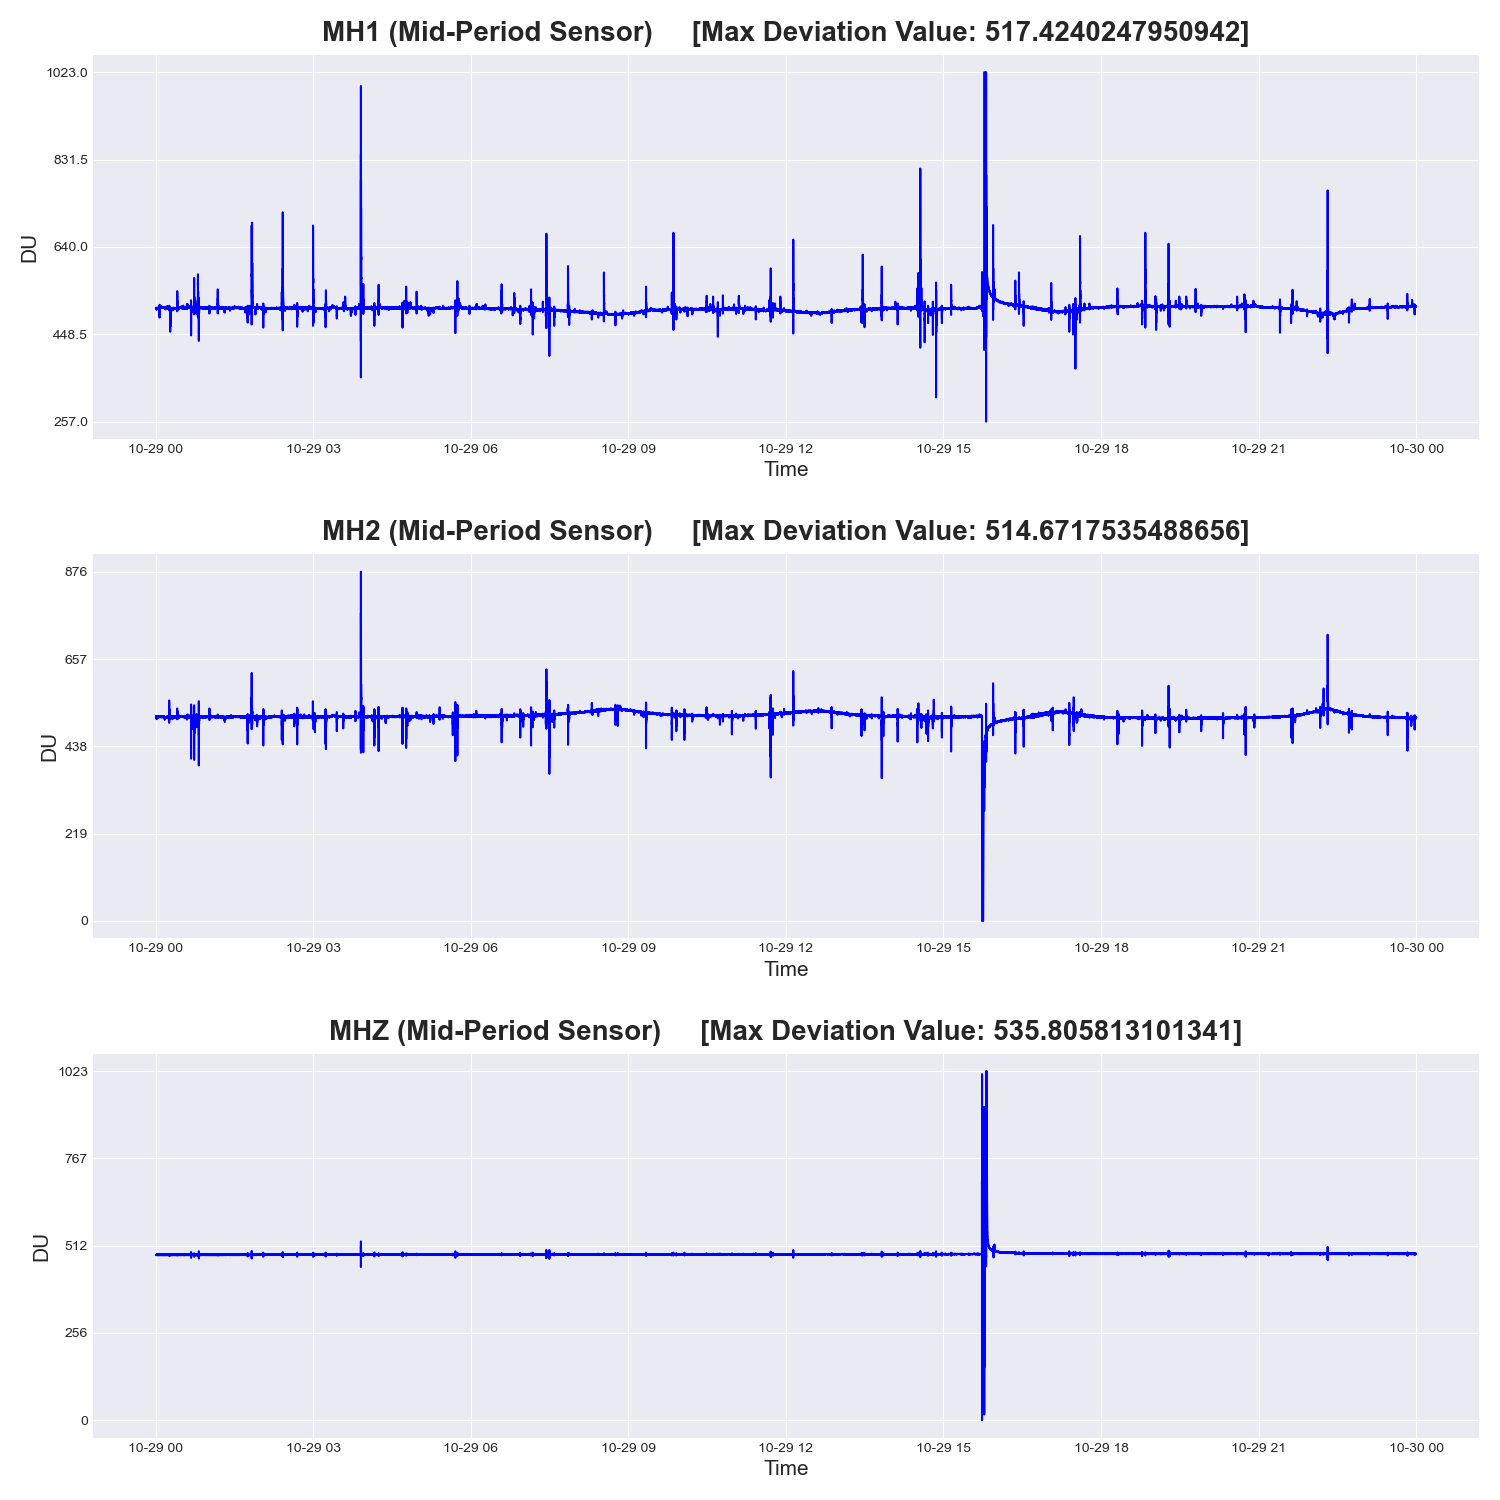 MH1 (Mid-Period Sensor) [Max Deviation Value: 517.4240247950942]
1023.0
831.5
640.0
448.5
257.0
DU
10-29 00 10-29 03 10-29 06 10-29 09 10-29 12 10-29 15 10-29 18 10-29 21 10-30 00
Time
MH2 (Mid-Period Sensor) [Max Deviation Value: 514.6717535488656]
876
657
438
219
0
DU
10-29 00 10-29 03 10-29 06 10-29 09 10-29 12 10-29 15 10-29 18 10-29 21 10-30 00
Time
MHZ (Mid-Period Sensor) [Max Deviation Value: 535.805813101341]
1023
767
512
256
0
DU
10-29 00 10-29 03 10-29 06 10-29 09 10-29 12 10-29 15 10-29 18 10-29 21 10-30 00
Time